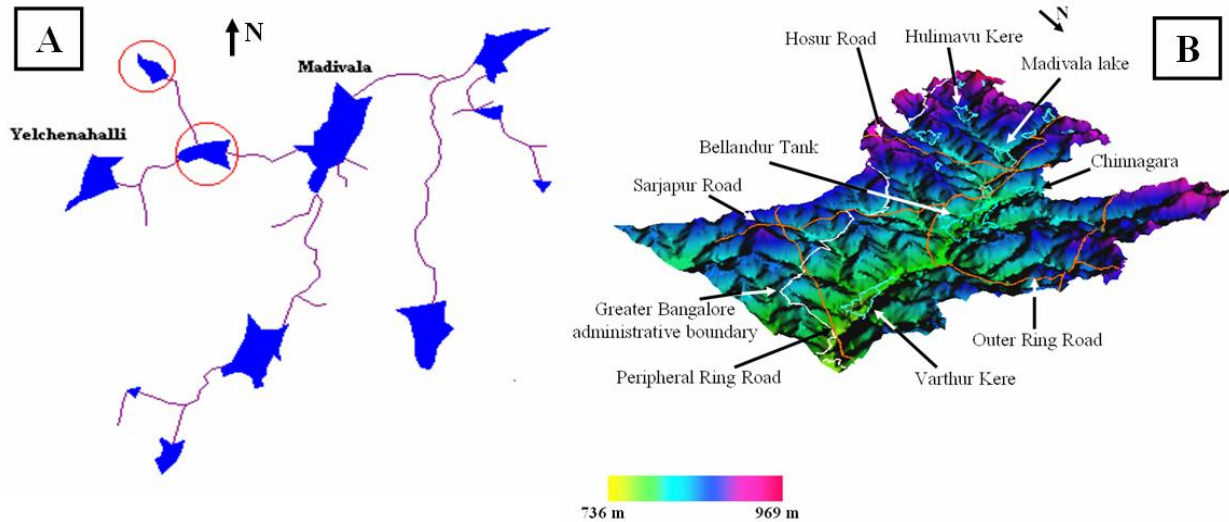 A
N
Madivala
Yelchenahalli
B
N
Hosur Road
Hulimavu Kere
Madivala lake
Bellandur Tank
Chinnagara
Sarjapur Road
Greater Bangalore
administrative boundary
Outer Ring Road
Peripheral Ring Road
Varthur Kere
736 m
969 m